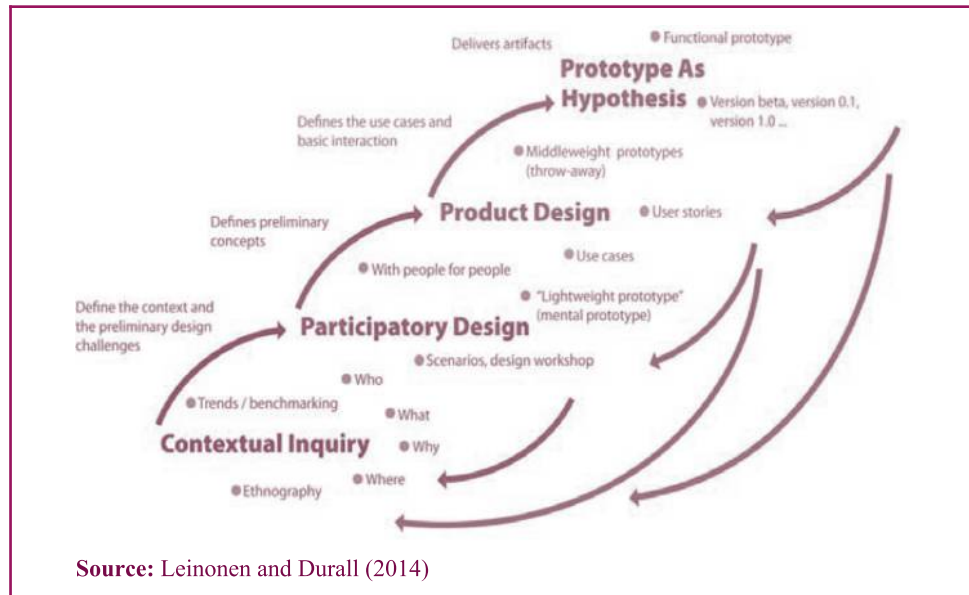 Delivers artifacts
Functional prototype
Prototype As
Hypothesis
Version beta, version 0.1,
version 1.0 ...
Defines the use cases and
basic interaction
Middleweight prototypes
(throw-away)
Product Design
User stories
Defines preliminary
concepts
Use cases
With people for people
"Lightweight prototype"
(mental prototype)
Define the context and
the preliminary design
challenges
Participatory Design
Scenarios, design workshop
Who
Trends / benchmarking
What
Contextual Inquiry
Why
Where
Ethnography
Source: Leinonen and Durall (2014)